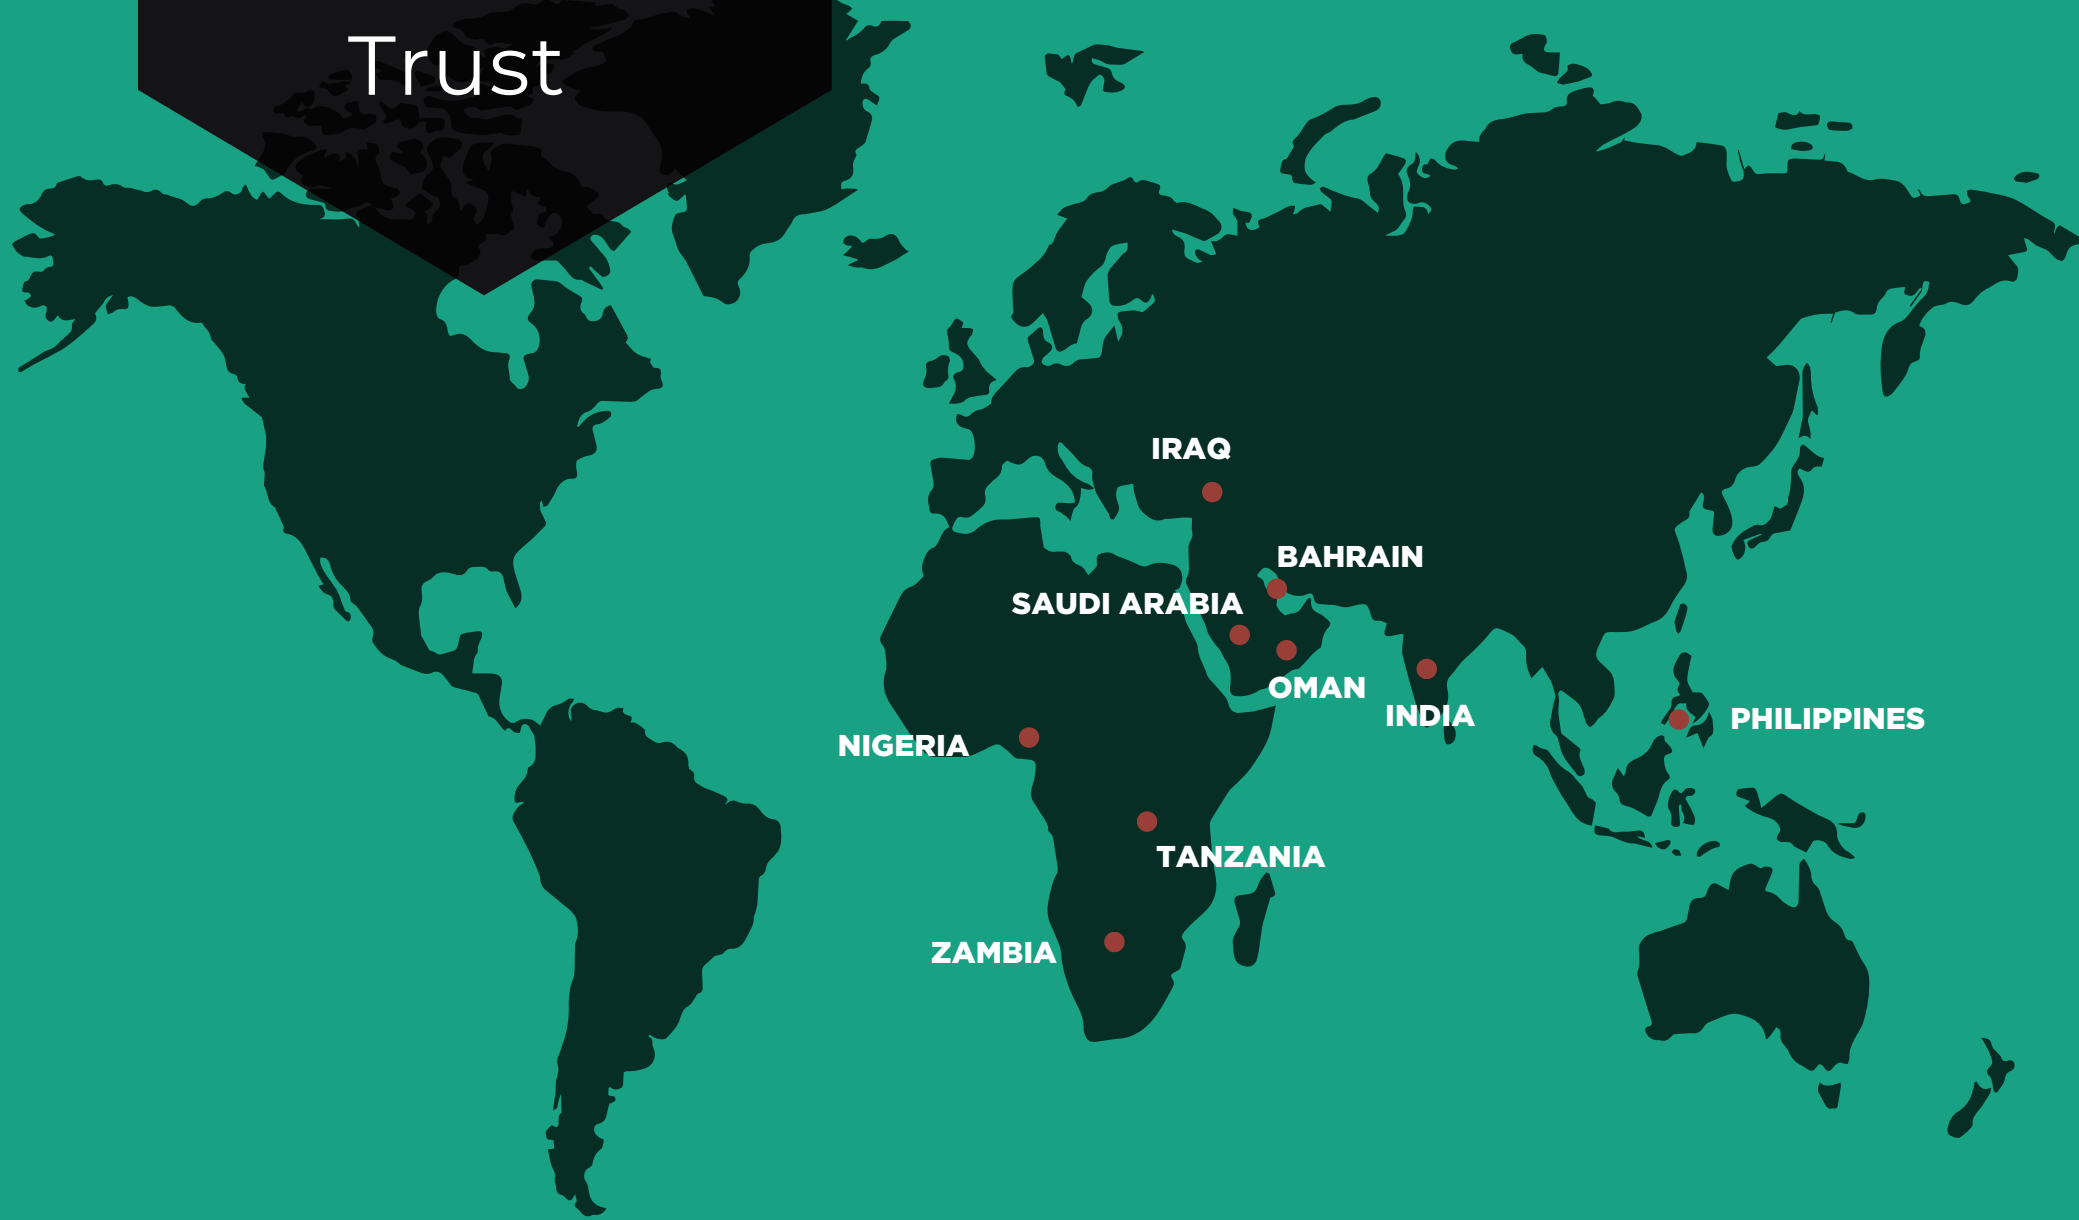 Trust
IRAQ
BAHRAIN
SAUDI ARABIA
OMAN
INDIA
PHILIPPINES
NIGERIA
TANZANIA
ZAMBIA